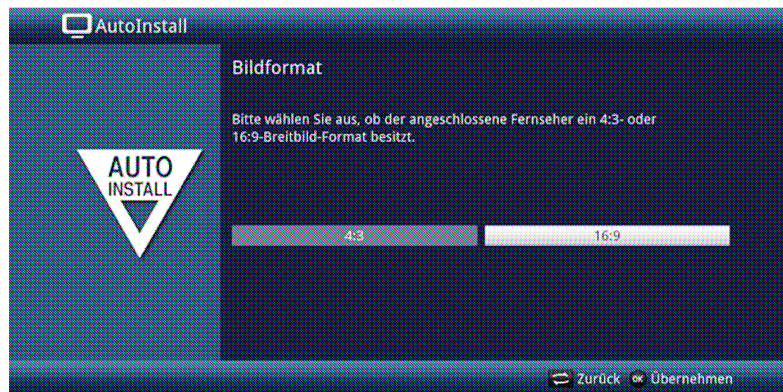 AutoInstall
Bildformat
Bitte wählen Sie aus, ob der angeschlossene Fernseher ein 4:3- oder
16:9-Breitbild-Format besitzt.
AUTO
INSTALL
4:3
16:9
Zurück OK Übernehmen